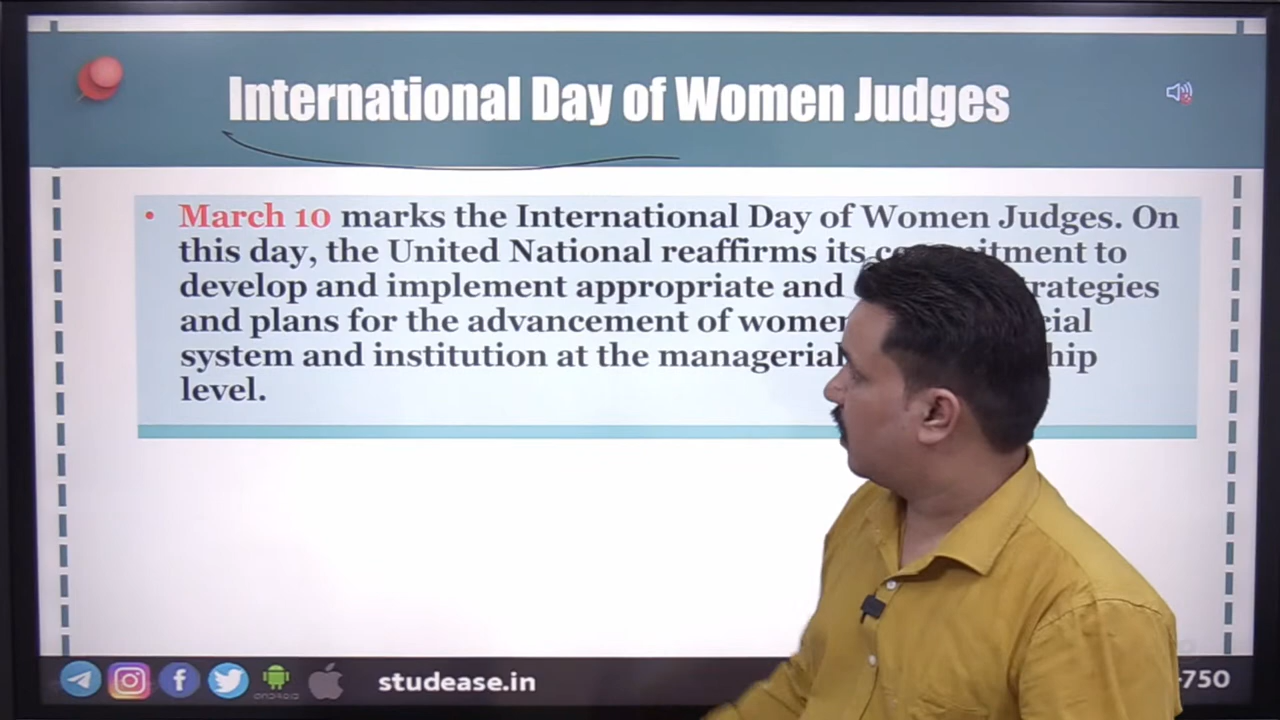 International Day of Women Judges
• March 10 marks the International Day of Women Judges. On
this day, the United National reaffirms its to
develop and implement appropriate and
and plans for the advancement of
system and institution at the managerial
level.
android
studease.in
-750